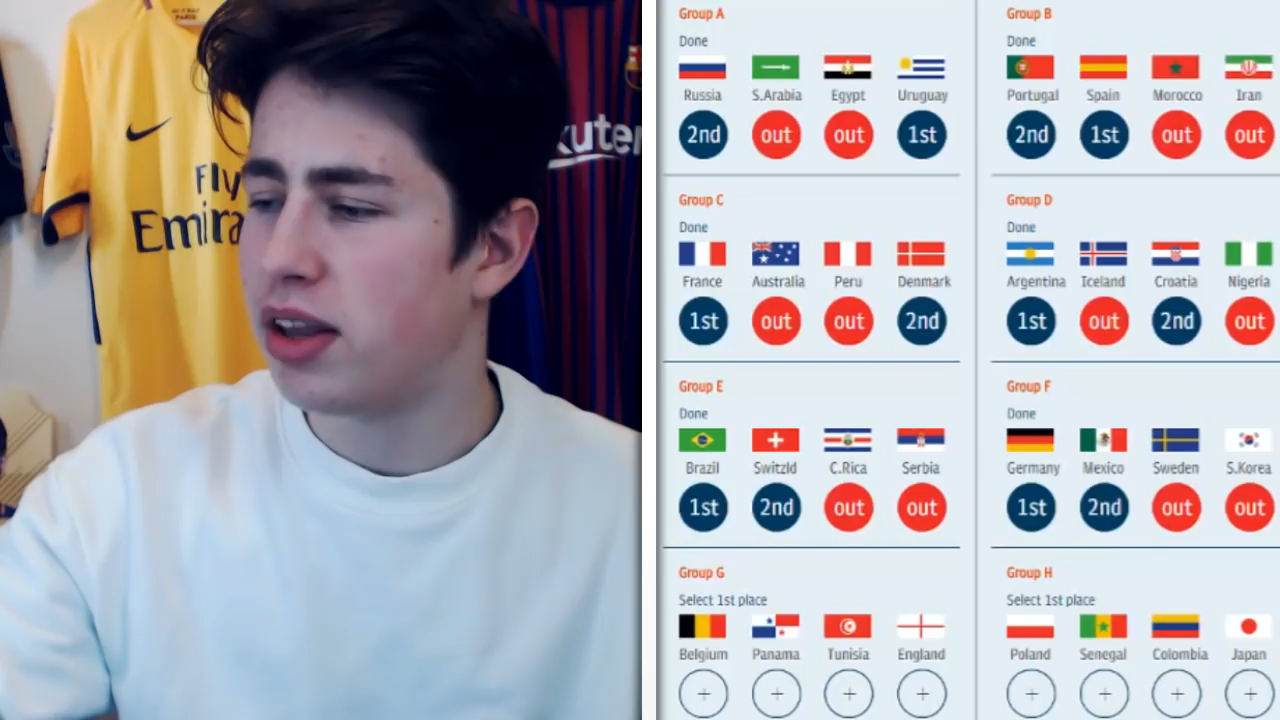 Fly
Emira
kuten
Group A
Done
Russia S.Arabia Egypt Uruguay
2nd out out 1st
Group B
Done
Portugal Spain Morocco Iran
2nd 1st out out
Group C
Done
France Australia Peru Denmark
1st out out 2nd
Group D
Done
Argentina Iceland Croatia Nigeria
1st out 2nd out
Group E
Done
Brazil Switzld C.Rica Serbia
1st 2nd out out
Group F
Done
Germany Mexico Sweden S.Korea
1st 2nd out out
Group G
Select 1st place
Belgium Panama Tunisia England
+ + + +
Group H
Select 1st place
Poland Senegal Colombia Japan
+ + + +